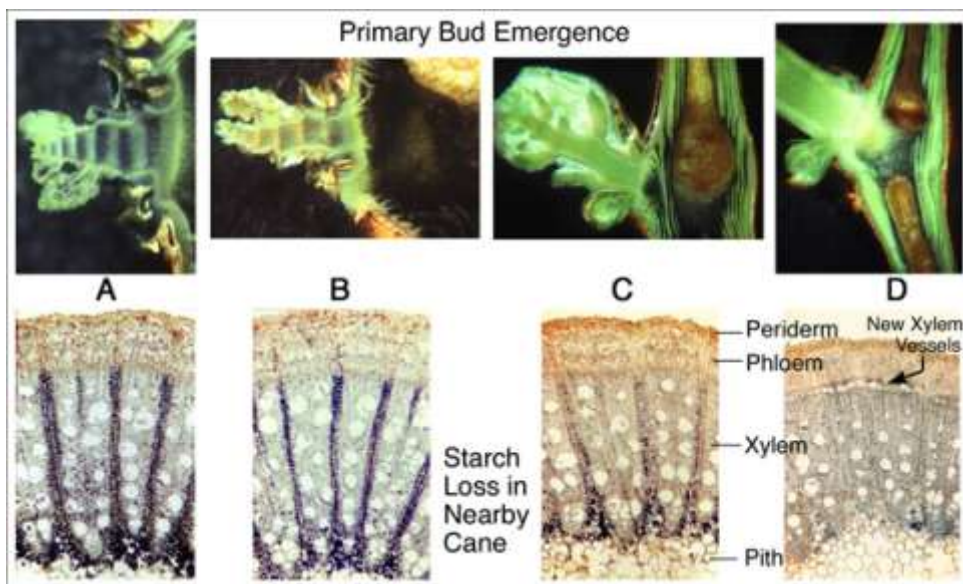 Primary Bud Emergence
A
B
C
D
Periderm
Phloem
New Xylem
Vessels
Xylem
Starch
Loss in
Nearby
Cane
Pith